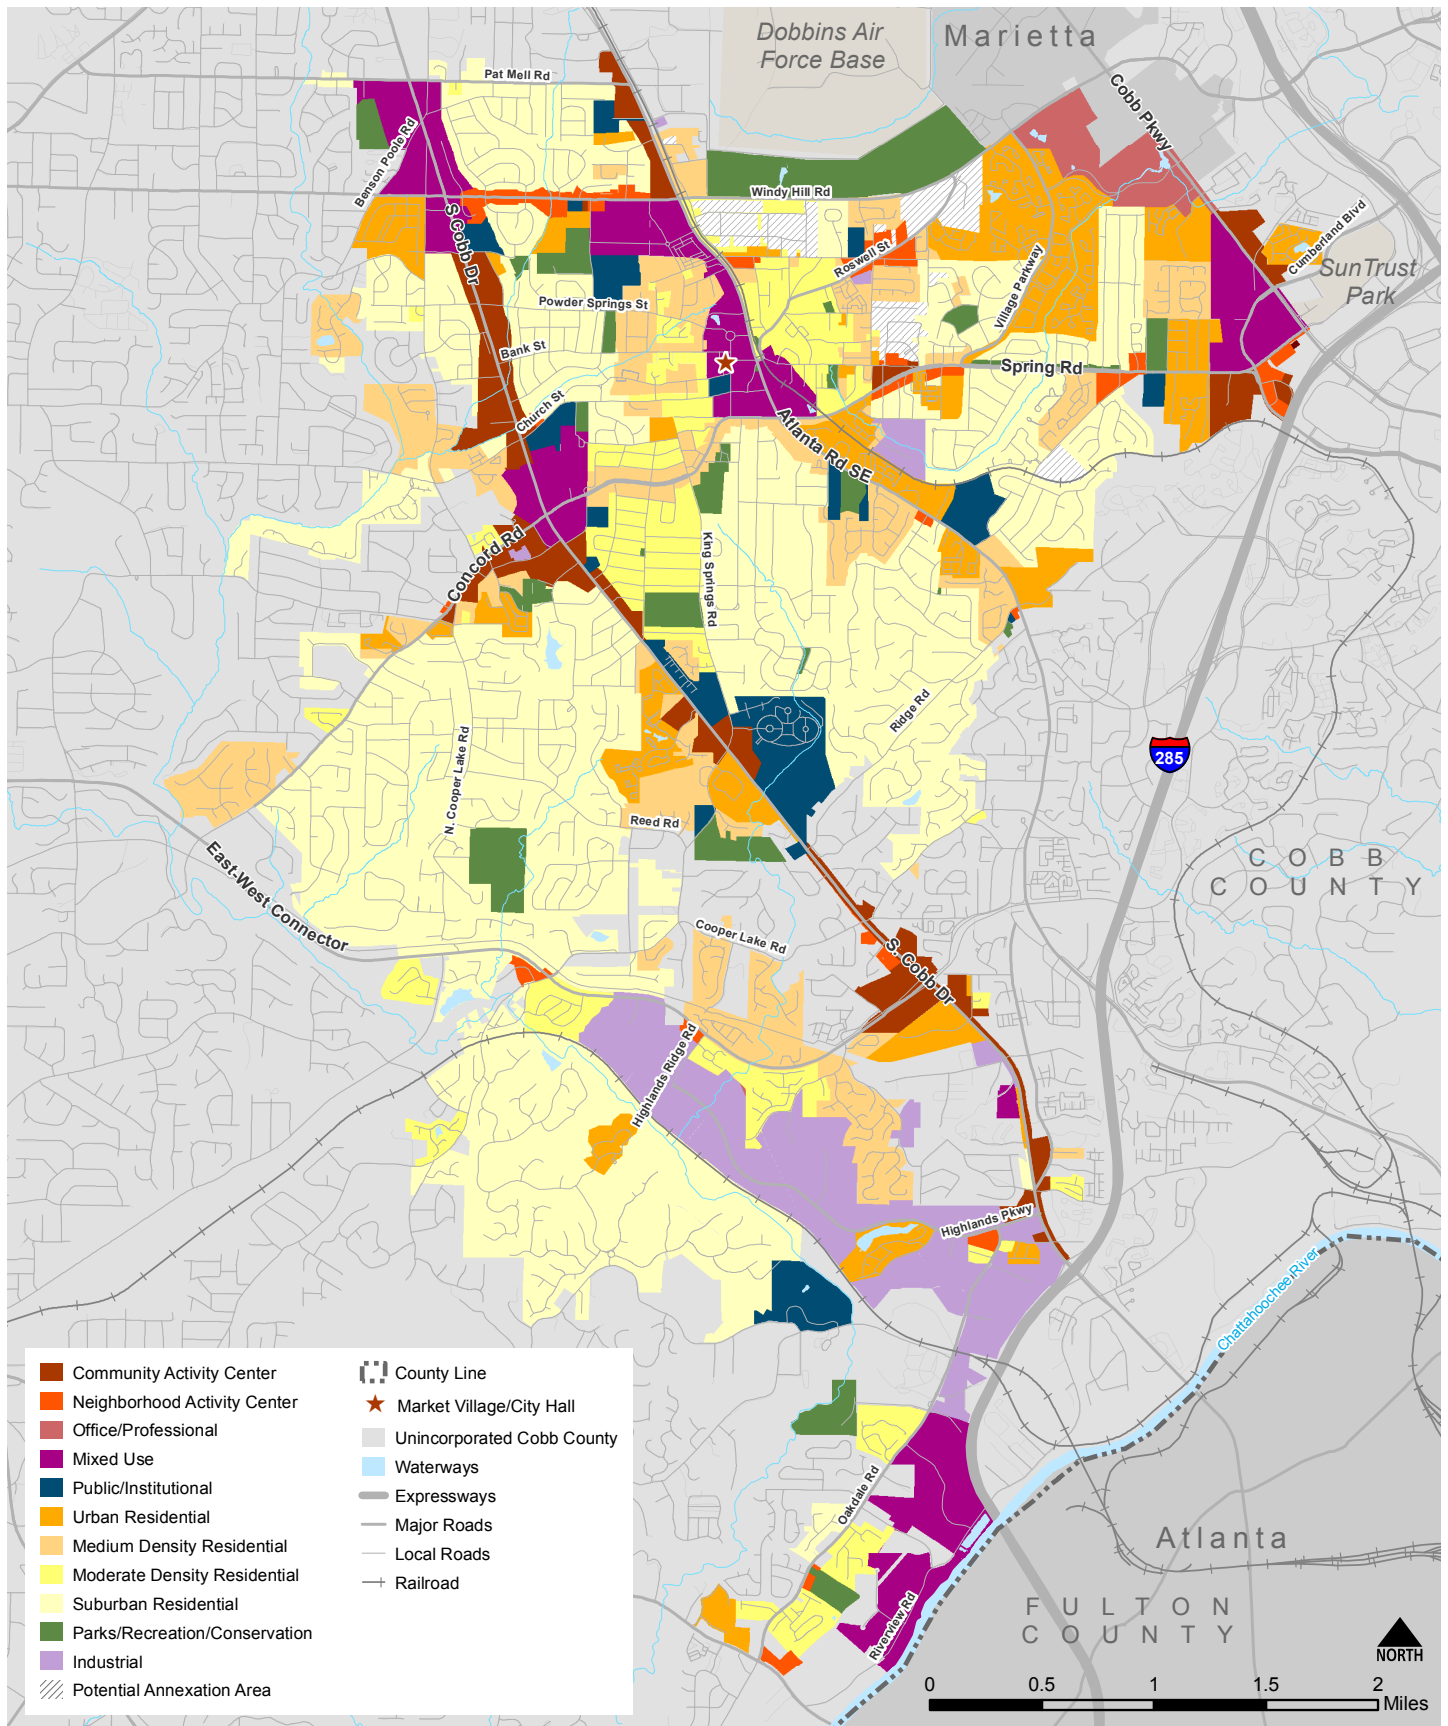 Dobbins Air
Force Base
Marietta
Pat Mell Rd
Cobb Pkwy
Benson Poole Rd
Windy Hill Rd
S Cobb Dr
Cumberland Blvd
Roswell St
Village Parkway
SunTrust
Park
Powder Springs St
Bank St
Spring Rd
Church St
Atlanta Rd SE
Concord Rd
King Springs Rd
Ridge Rd
N. Cooper Lake Rd
285
Reed Rd
East-West Connector
COBB
COUNTY
Cooper Lake Rd
S. Cobb Dr
Highlands Ridge Rd
Highlands Pkwy
Chattahoochee River
Oakdale Rd
Riverview Rd
Atlanta
FULTON
COUNTY
Community Activity Center
Neighborhood Activity Center
Office/Professional
Mixed Use
Public/Institutional
Urban Residential
Medium Density Residential
Moderate Density Residential
Suburban Residential
Parks/Recreation/Conservation
Industrial
Potential Annexation Area
County Line
Market Village/City Hall
Unincorporated Cobb County
Waterways
Expressways
Major Roads
Local Roads
Railroad
NORTH
0 0.5 1 1.5 2
Miles